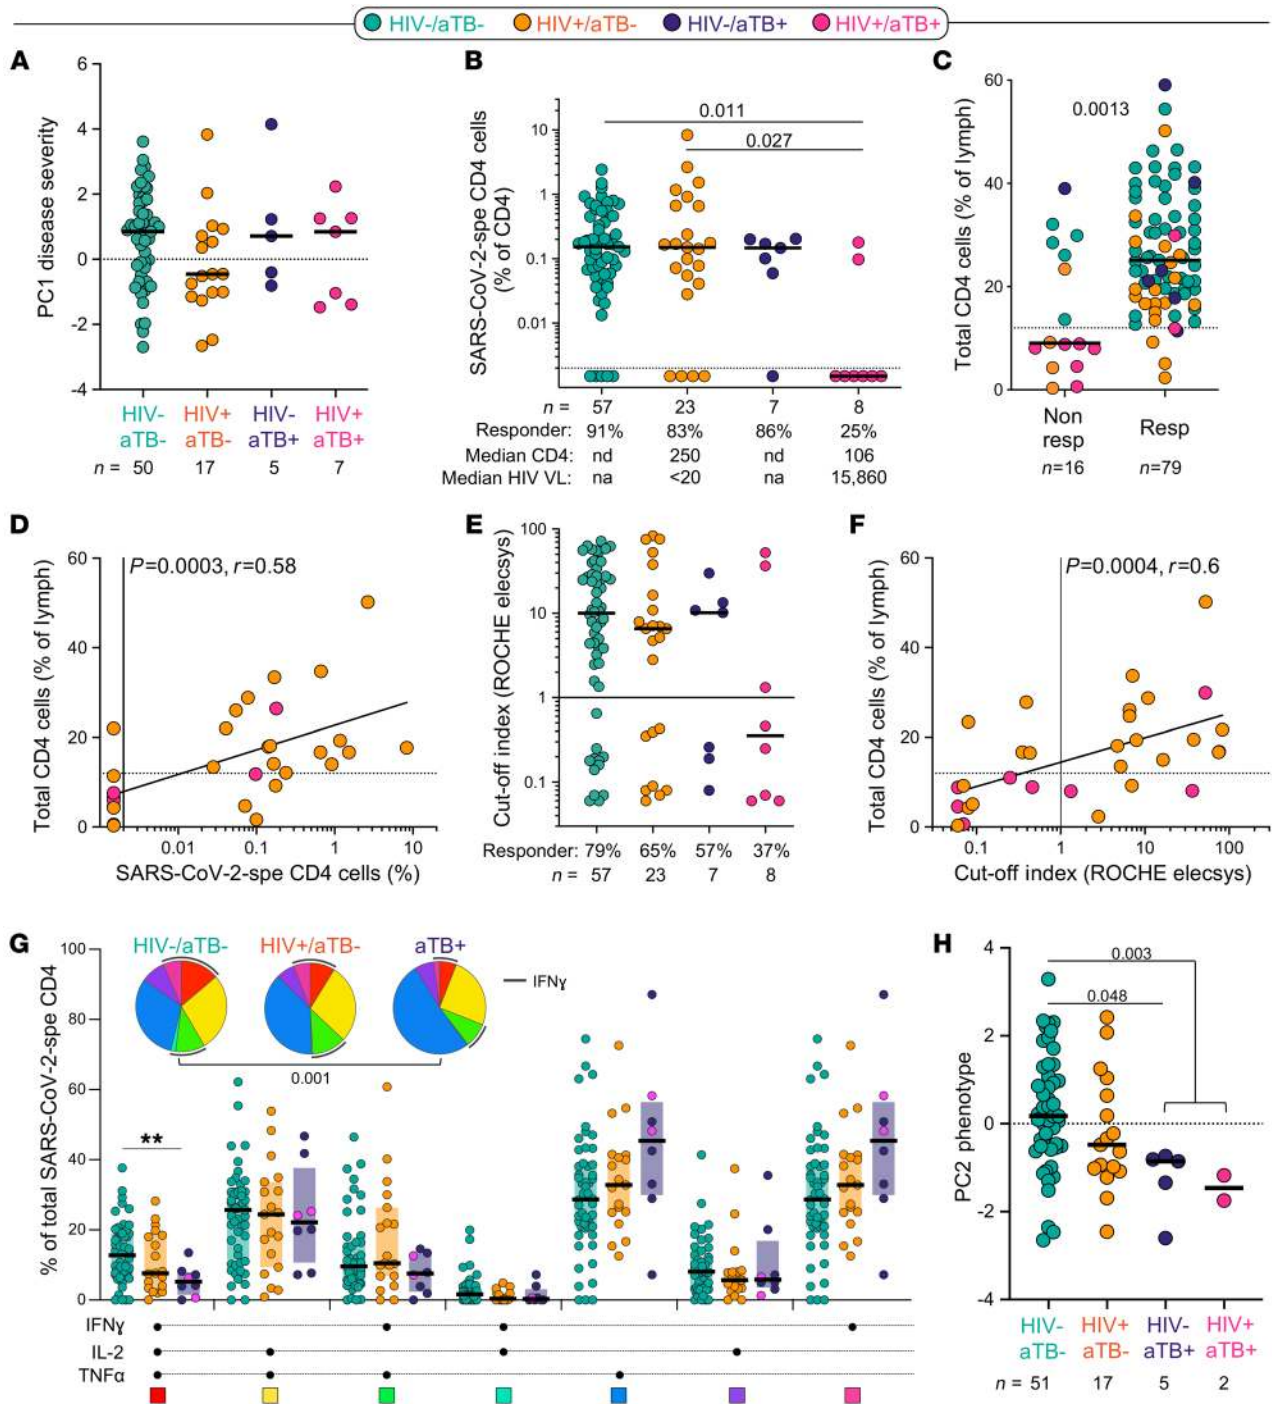 HIV-/aTB- HIV+/aTB- HIV-/aTB+ HIV+/aTB+
A
PC1 disease severity
6
4
2
0
-2
-4
HIV- HIV+ HIV- HIV+
aTB- aTB- aTB+ aTB+
n = 50 17 5 7
B
SARS-CoV-2-spe CD4 cells
(% of CD4)
10
1
0.1
0.01
0.011
0.027
n = 57 23 7 8
Responder: 91% 83% 86% 25%
Median CD4: nd 250 nd 106
Median HIV VL: na <20 na 15,860
C
Total CD4 cells (% of lymph)
60
40
20
0
0.0013
Non
resp
Resp
n=16 n=79
D
P=0.0003, r=0.58
Total CD4 cells (% of lymph)
60
40
20
0
0.01 0.1 1 10
SARS-CoV-2-spe CD4 cells (%)
E
Cut-off index (ROCHE elecsys)
100
10
1
0.1
Responder: 79% 65% 57% 37%
n = 57 23 7 8
F
P=0.0004, r=0.6
Total CD4 cells (% of lymph)
60
40
20
0
0.1 1 10 100
Cut-off index (ROCHE elecsys)
G
% of total SARS-CoV-2-spe CD4
100
80
60
40
20
0
HIV-/aTB- HIV+/aTB- aTB+
IFNγ
0.001
**
IFNγ
IL-2
TNFα
H
PC2 phenotype
4
2
0
-2
-4
0.003
0.048
HIV- HIV+ HIV- HIV+
aTB- aTB- aTB+ aTB+
n = 51 17 5 2